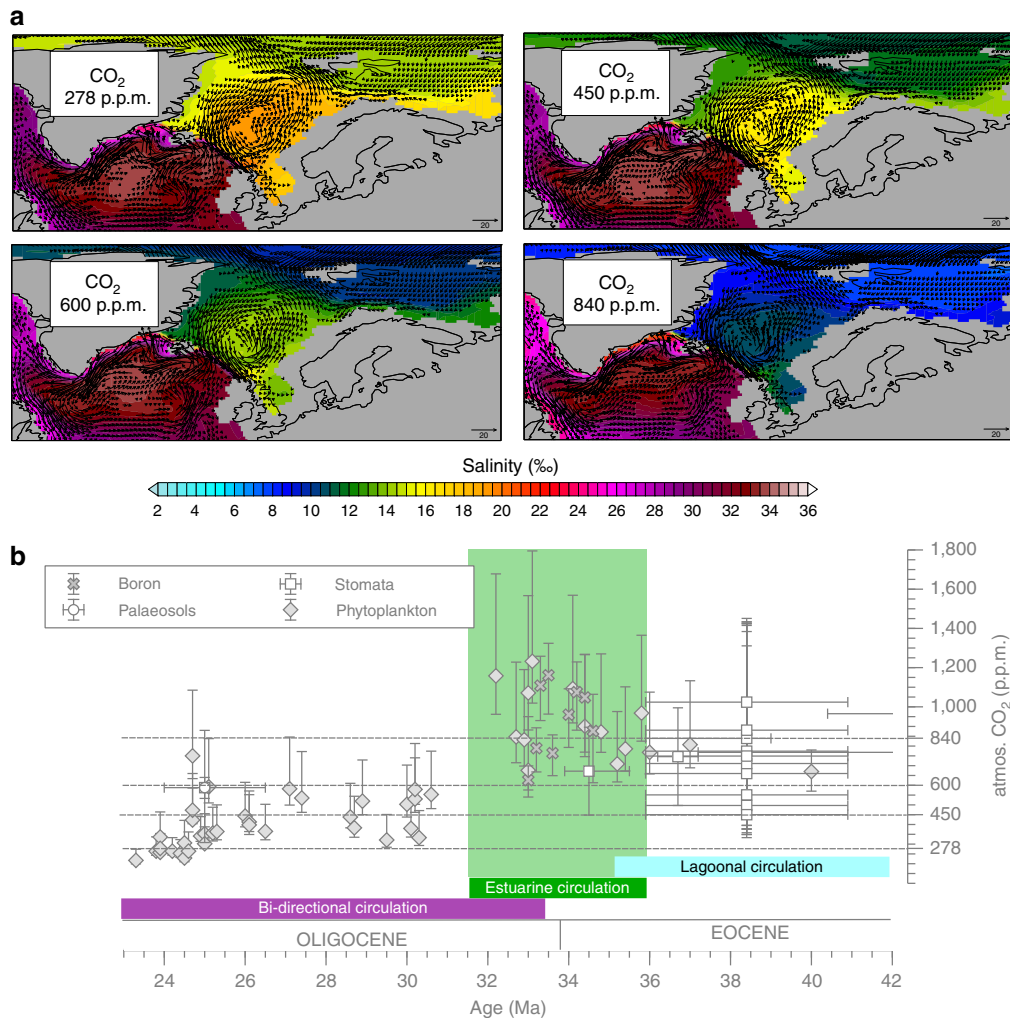 a
CO2
278 p.p.m.
20
CO2
450 p.p.m.
20
CO2
600 p.p.m.
20
CO2
840 p.p.m.
20
Salinity (‰)
2 4 6 8 10 12 14 16 18 20 22 24 26 28 30 32 34 36
b
Boron
Stomata
Palaeosols
Phytoplankton
1,800
1,600
1,400
1,200
1,000
840
600
450
278
atmos. CO2 (p.p.m.)
Lagoonal circulation
Estuarine circulation
Bi-directional circulation
OLIGOCENE
EOCENE
24 26 28 30 32 34 36 38 40
Age (Ma)